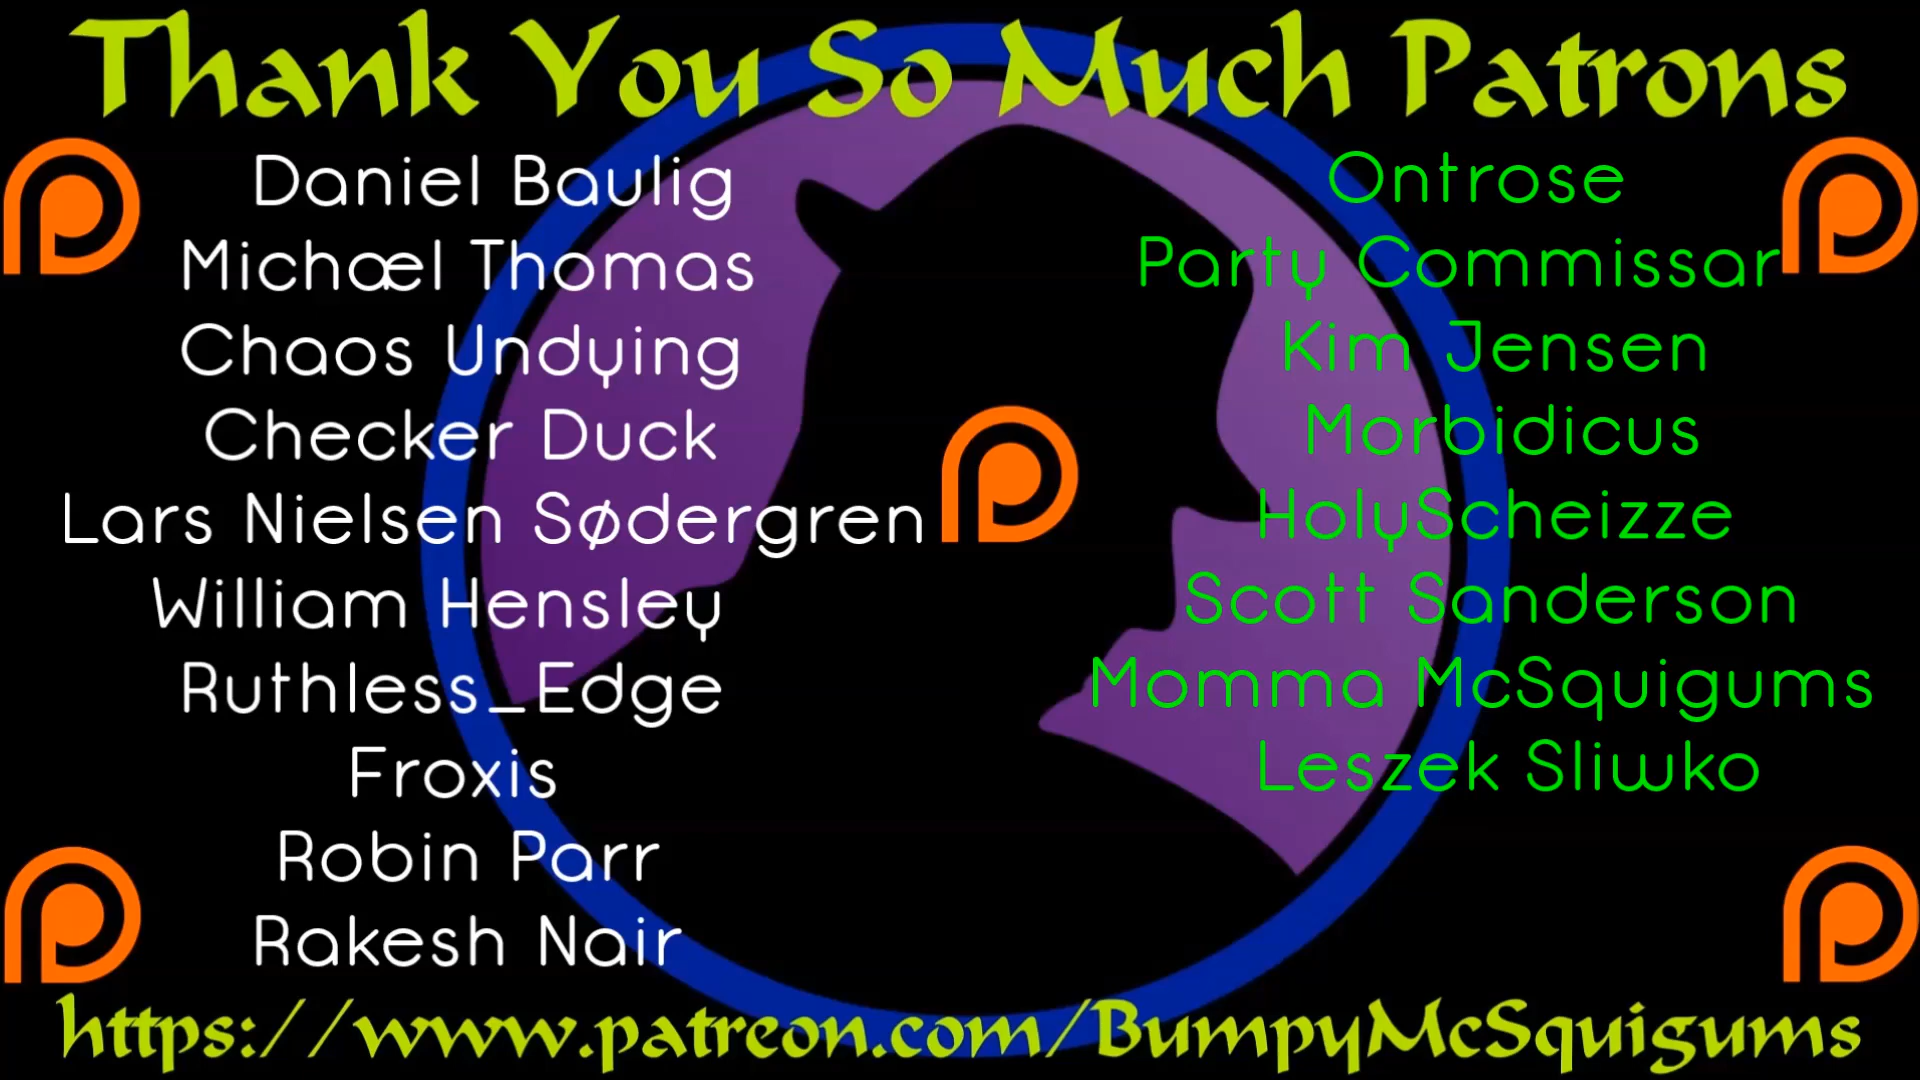 Thank You So Much Patrons
Daniel Baulig
Michæl Thomas
Chaos Undying
Checker Duck
Lars Nielsen Sødergren
William Hensley
Ruthless_Edge
Froxis
Robin Parr
Rakesh Nair
Ontrose
Party Commissar
Kim Jensen
Morbidicus
HolyScheizze
Scott Sanderson
Momma McSquigums
Leszek Sliwko
https://www.patreon.com/BumpyMcSquigums